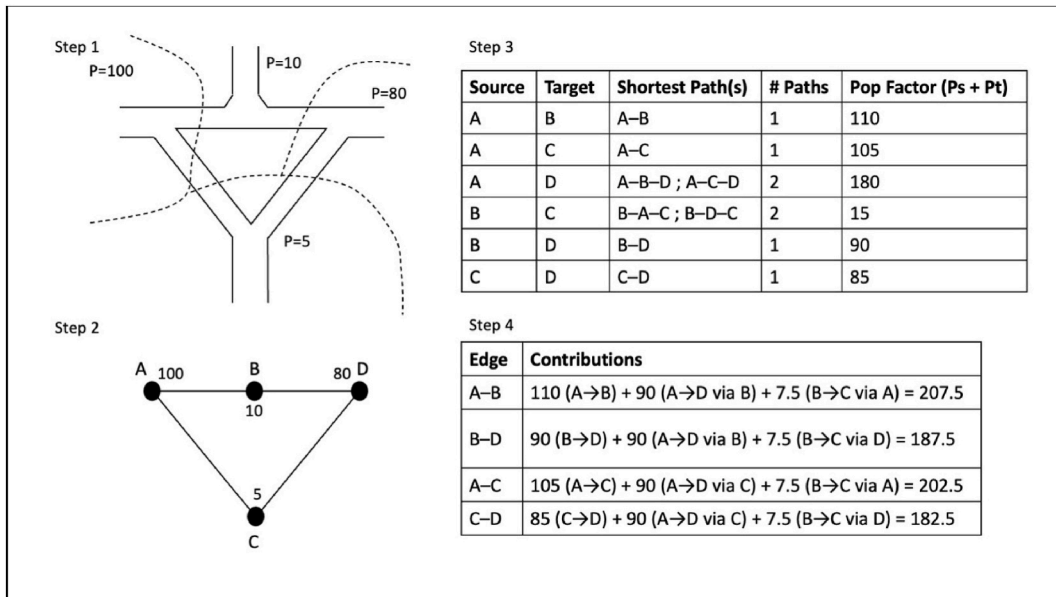 Step 1
P=100
P=10
P=80
P=5
Step 2
A 100
B
10
80 D
5
C
Step 3
Source Target Shortest Path(s) # Paths Pop Factor (Ps + Pt)
A B A–B 1 110
A C A–C 1 105
A D A–B–D ; A–C–D 2 180
B C B–A–C ; B–D–C 2 15
B D B–D 1 90
C D C–D 1 85
Step 4
Edge Contributions
A–B 110 (A→B) + 90 (A→D via B) + 7.5 (B→C via A) = 207.5
B–D 90 (B→D) + 90 (A→D via B) + 7.5 (B→C via D) = 187.5
A–C 105 (A→C) + 90 (A→D via C) + 7.5 (B→C via A) = 202.5
C–D 85 (C→D) + 90 (A→D via C) + 7.5 (B→C via D) = 182.5